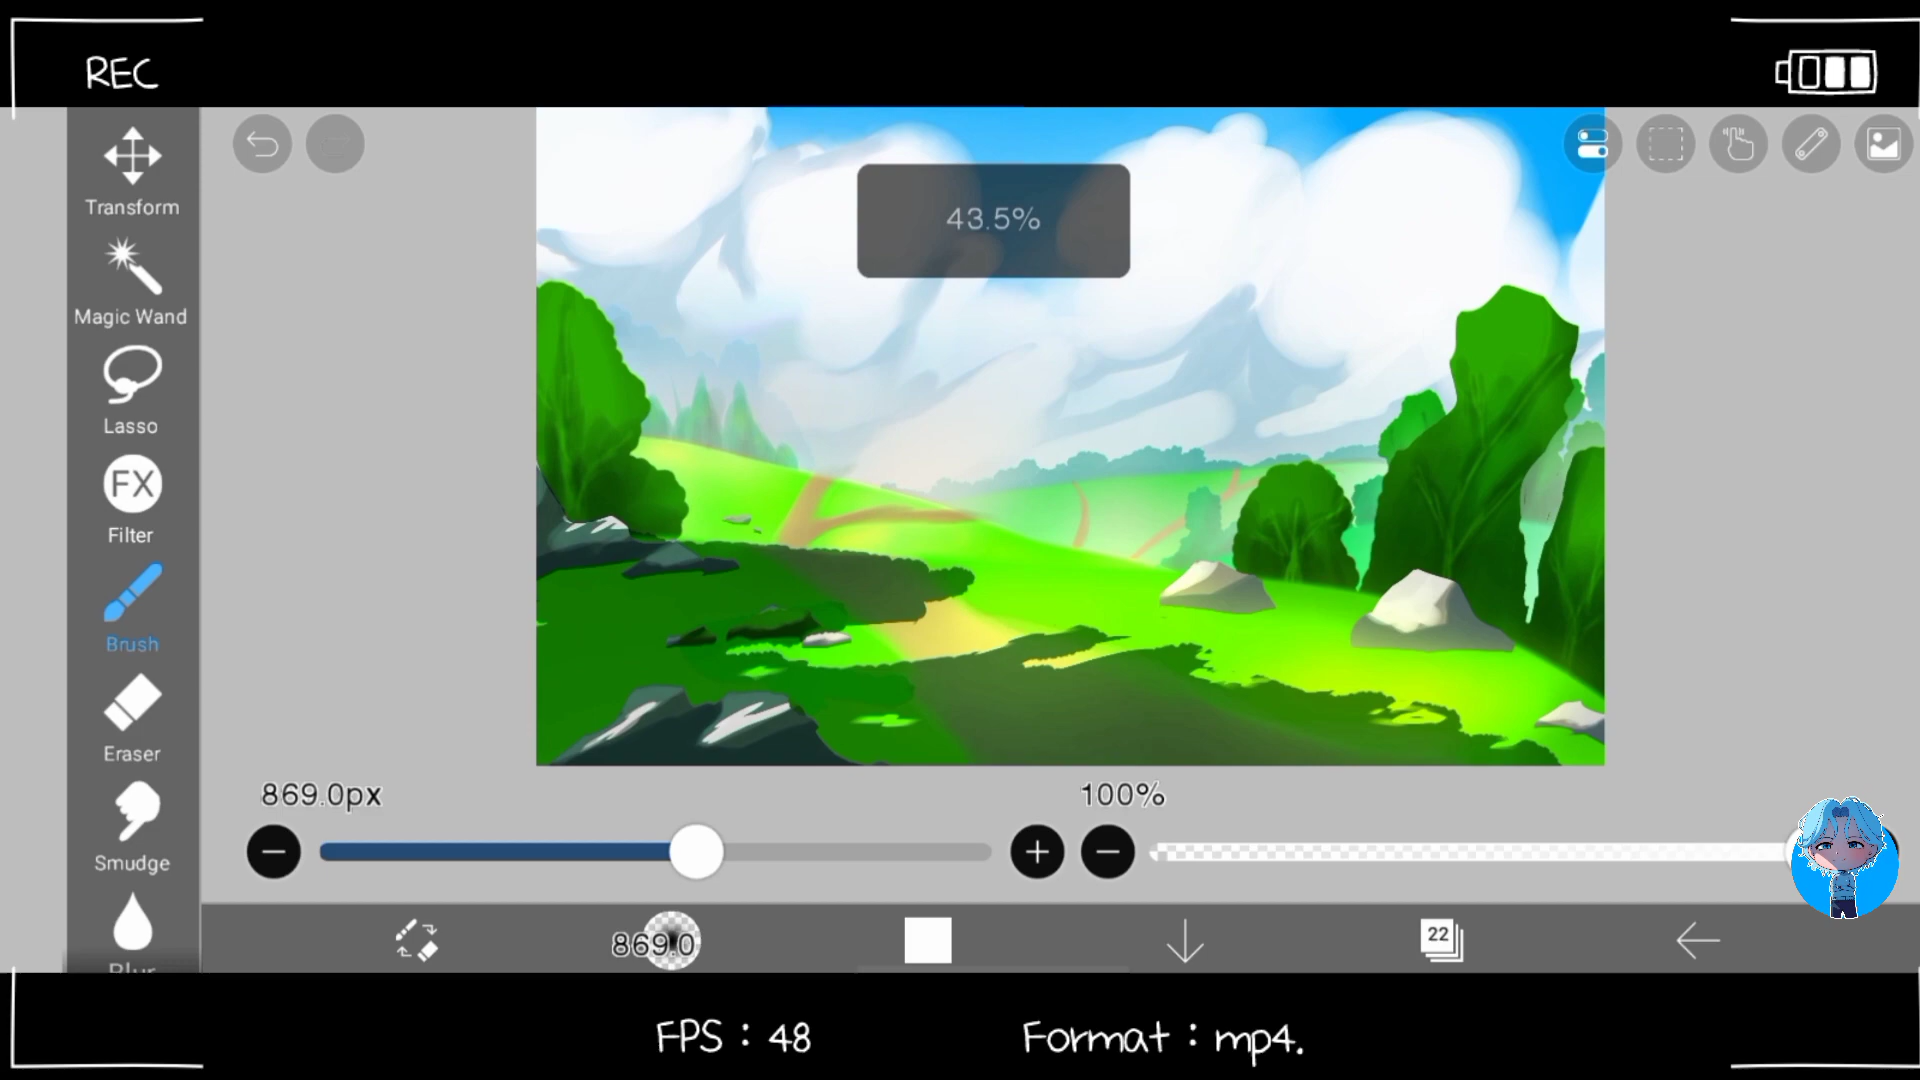 REC
Transform
43.5%
Magic Wand
Lasso
FX
Filter
Brush
Eraser
869.0px
100%
Smudge
869.0
22
FPS : 48
Format : mp4.